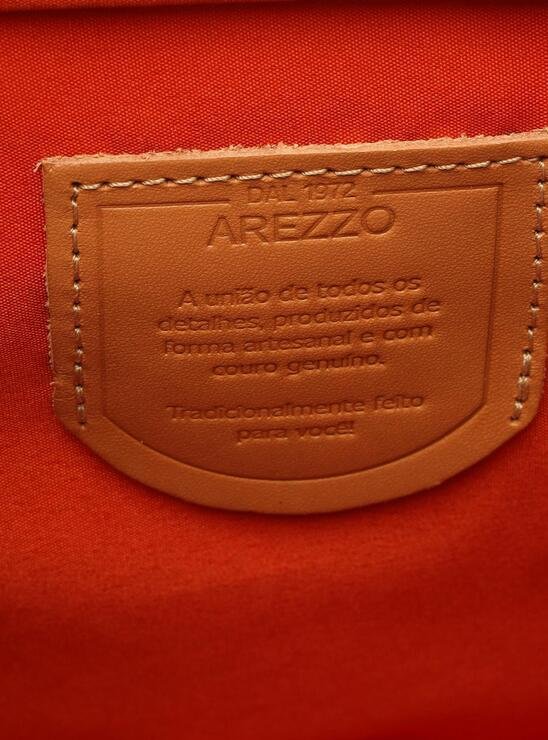 DAL 1972
AREZZO
A união de todos os
detalhes, produzidos de
forma artesanal e com
couro genuíno.
Tradicionalmente feito
para você!